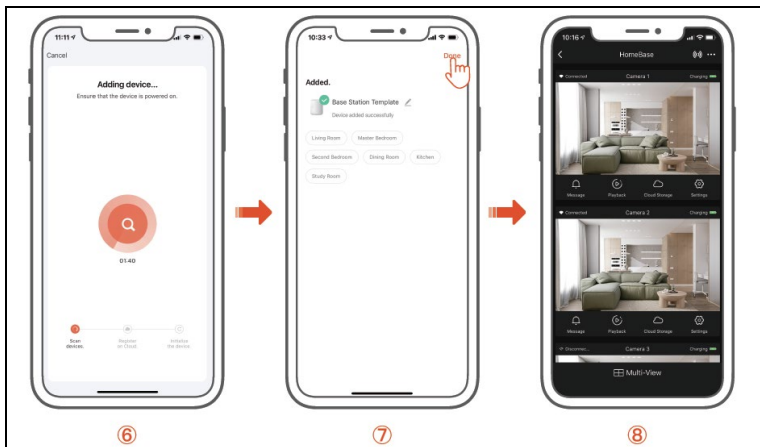 11:11
Cancel
Adding device...
Ensure that the device is powered on.
01:40
Scan devices.
Register on Cloud.
Initialize the device.
⑥
10:33
Done
Added.
Base Station Template
Device added successfully
Living Room
Master Bedroom
Second Bedroom
Dining Room
Kitchen
Study Room
⑦
10:16
HomeBase
Connected
Camera 1
Charging
Message
Playback
Cloud Storage
Settings
Connected
Camera 2
Charging
Message
Playback
Cloud Storage
Settings
Disconnec...
Camera 3
Charging
Multi-View
⑧